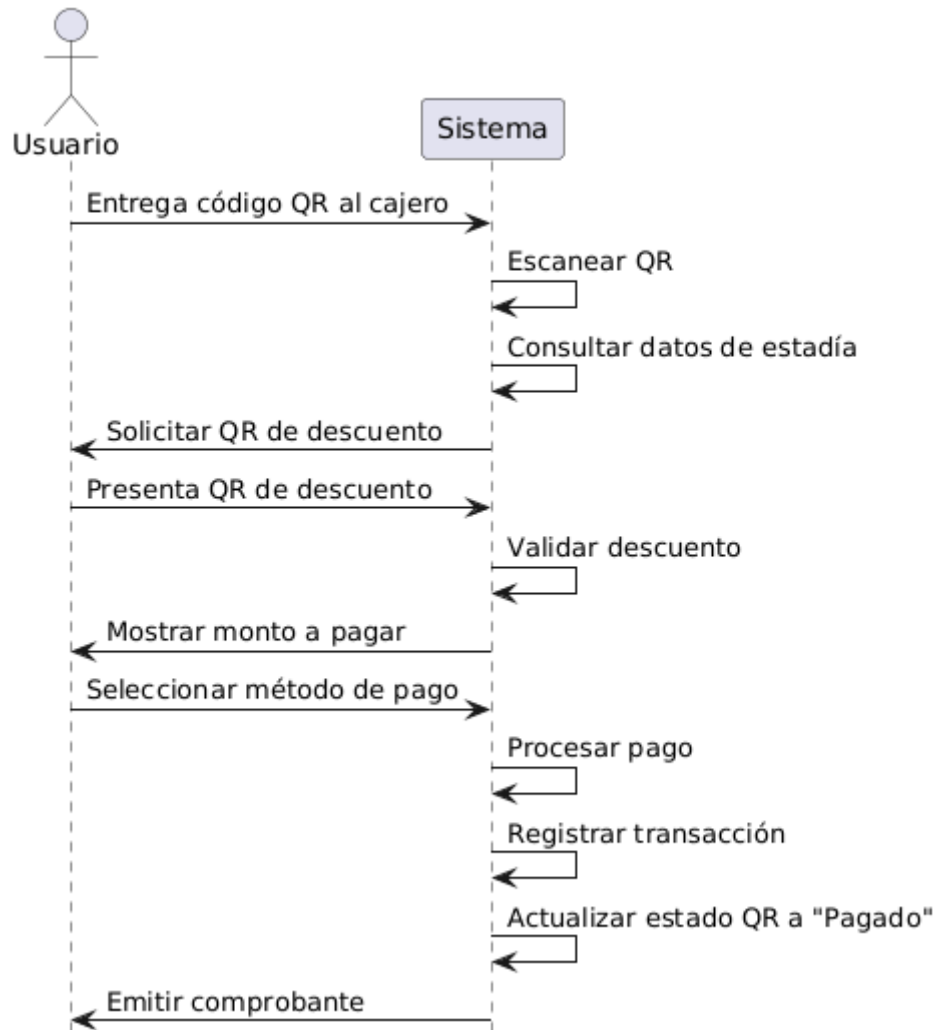 Usuario
Sistema
Entrega código QR al cajero
Escanear QR
Consultar datos de estadía
Solicitar QR de descuento
Presenta QR de descuento
Validar descuento
Mostrar monto a pagar
Seleccionar método de pago
Procesar pago
Registrar transacción
Actualizar estado QR a "Pagado"
Emitir comprobante